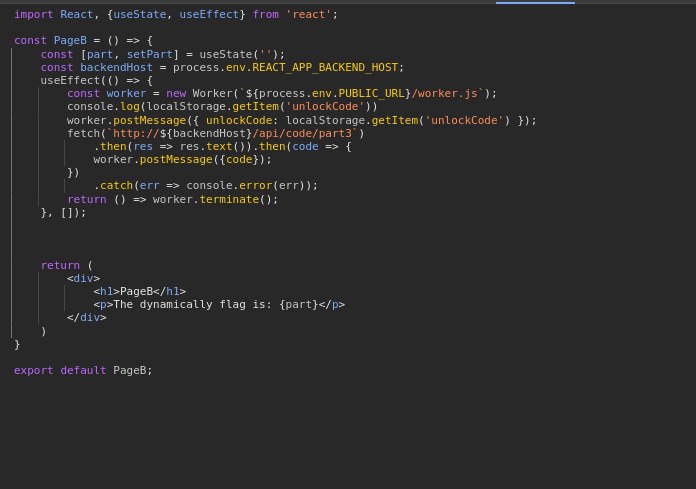 import React, {useState, useEffect} from 'react';
const PageB = () => {
const [part, setPart] = useState('');
const backendHost = process.env.REACT_APP_BACKEND_HOST;
useEffect(() => {
const worker = new Worker(`${process.env.PUBLIC_URL}/worker.js`);
console.log(localStorage.getItem('unlockCode'))
worker.postMessage({ unlockCode: localStorage.getItem('unlockCode') });
fetch(`http://${backendHost}/api/code/part3`)
.then(res => res.text()).then(code => {
worker.postMessage({code});
})
.catch(err => console.error(err));
return () => worker.terminate();
}, []);
return (
<div>
<h1>PageB</h1>
<p>The dynamically flag is: {part}</p>
</div>
)
}
export default PageB;